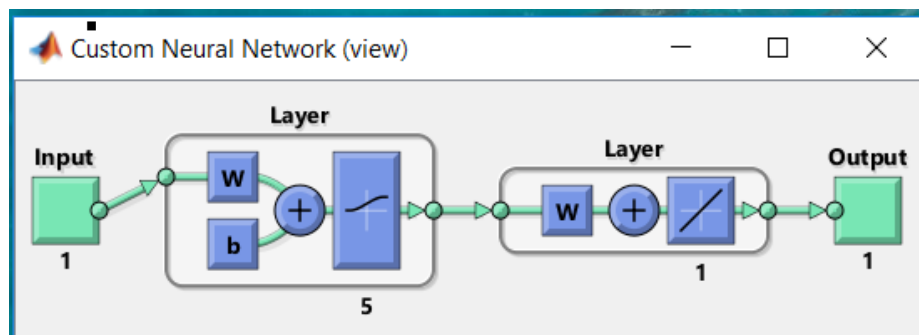 Custom Neural Network (view)
Layer
Input
W
b
+
5
1
Layer
W
+
1
Output
1